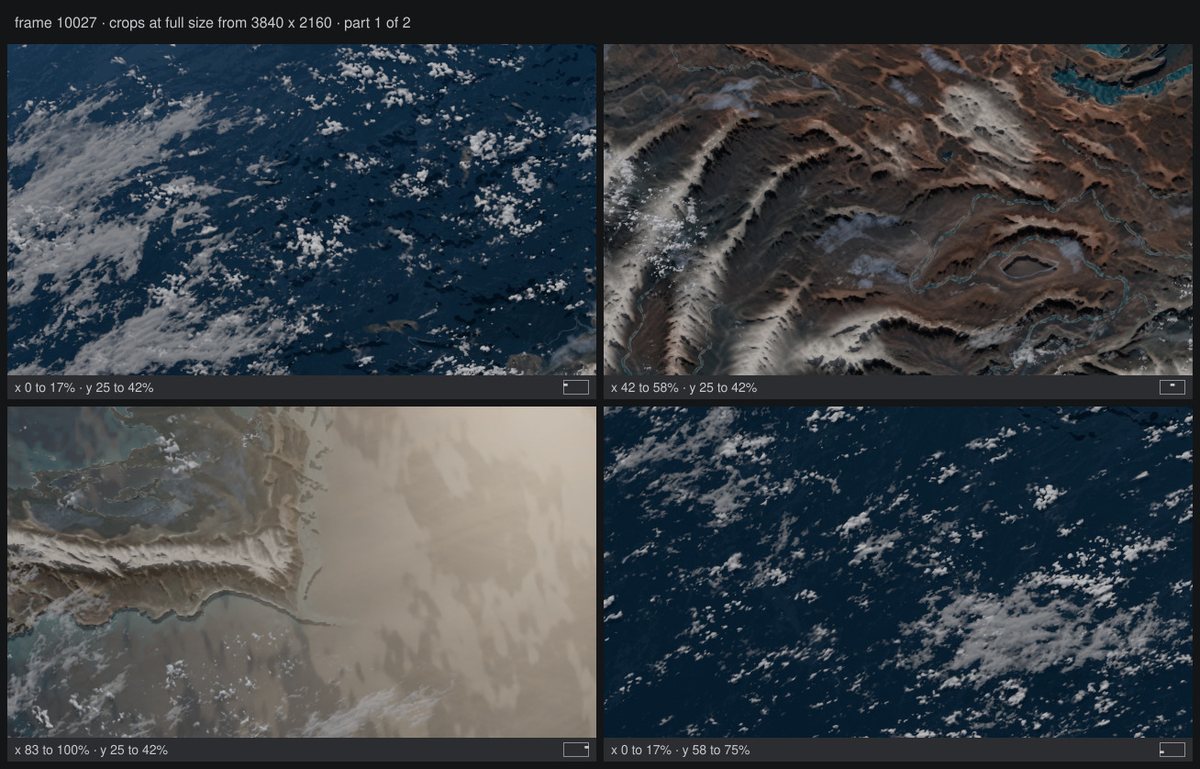 frame 10027 · crops at full size from 3840 x 2160 · part 1 of 2
x 0 to 17% · y 25 to 42%
x 42 to 58% · y 25 to 42%
x 83 to 100% · y 25 to 42%
x 0 to 17% · y 58 to 75%